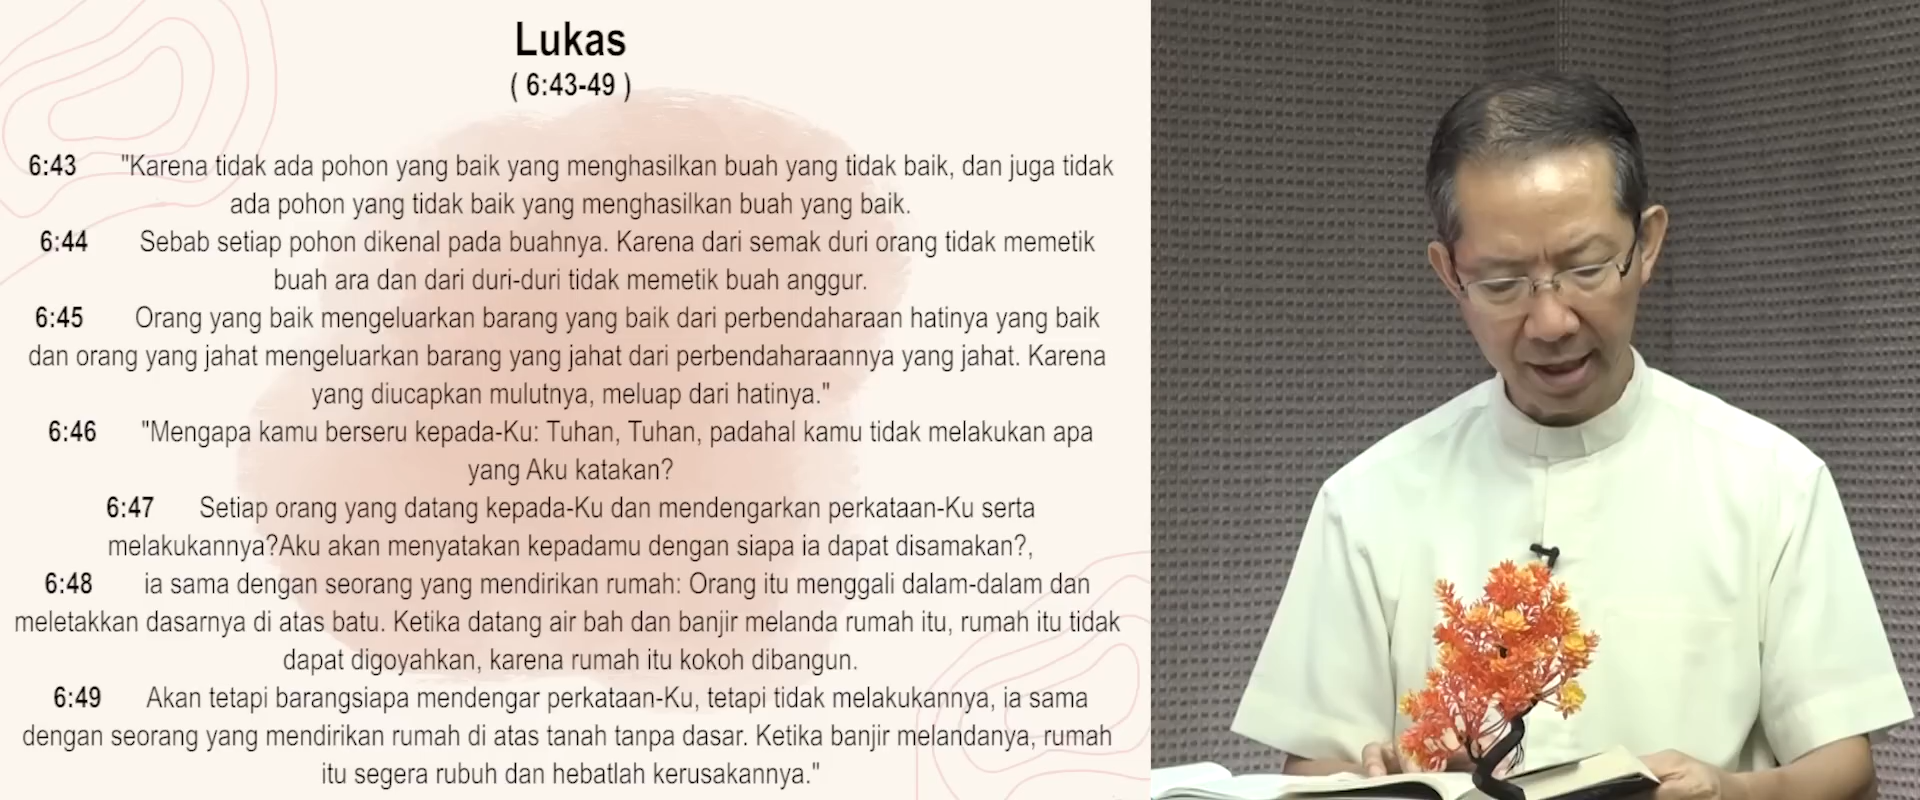 Lukas
( 6:43-49 )
6:43 "Karena tidak ada pohon yang baik yang menghasilkan buah yang tidak baik, dan juga tidak
ada pohon yang tidak baik yang menghasilkan buah yang baik.
6:44 Sebab setiap pohon dikenal pada buahnya. Karena dari semak duri orang tidak memetik
buah ara dan dari duri-duri tidak memetik buah anggur.
6:45 Orang yang baik mengeluarkan barang yang baik dari perbendaharaan hatinya yang baik
dan orang yang jahat mengeluarkan barang yang jahat dari perbendaharaannya yang jahat. Karena
yang diucapkan mulutnya, meluap dari hatinya."
6:46 "Mengapa kamu berseru kepada-Ku: Tuhan, Tuhan, padahal kamu tidak melakukan apa
yang Aku katakan?
6:47 Setiap orang yang datang kepada-Ku dan mendengarkan perkataan-Ku serta
melakukannya?Aku akan menyatakan kepadamu dengan siapa ia dapat disamakan?,
6:48 ia sama dengan seorang yang mendirikan rumah: Orang itu menggali dalam-dalam dan
meletakkan dasarnya di atas batu. Ketika datang air bah dan banjir melanda rumah itu, rumah itu tidak
dapat digoyahkan, karena rumah itu kokoh dibangun.
6:49 Akan tetapi barangsiapa mendengar perkataan-Ku, tetapi tidak melakukannya, ia sama
dengan seorang yang mendirikan rumah di atas tanah tanpa dasar. Ketika banjir melandanya, rumah
itu segera rubuh dan hebatlah kerusakannya."